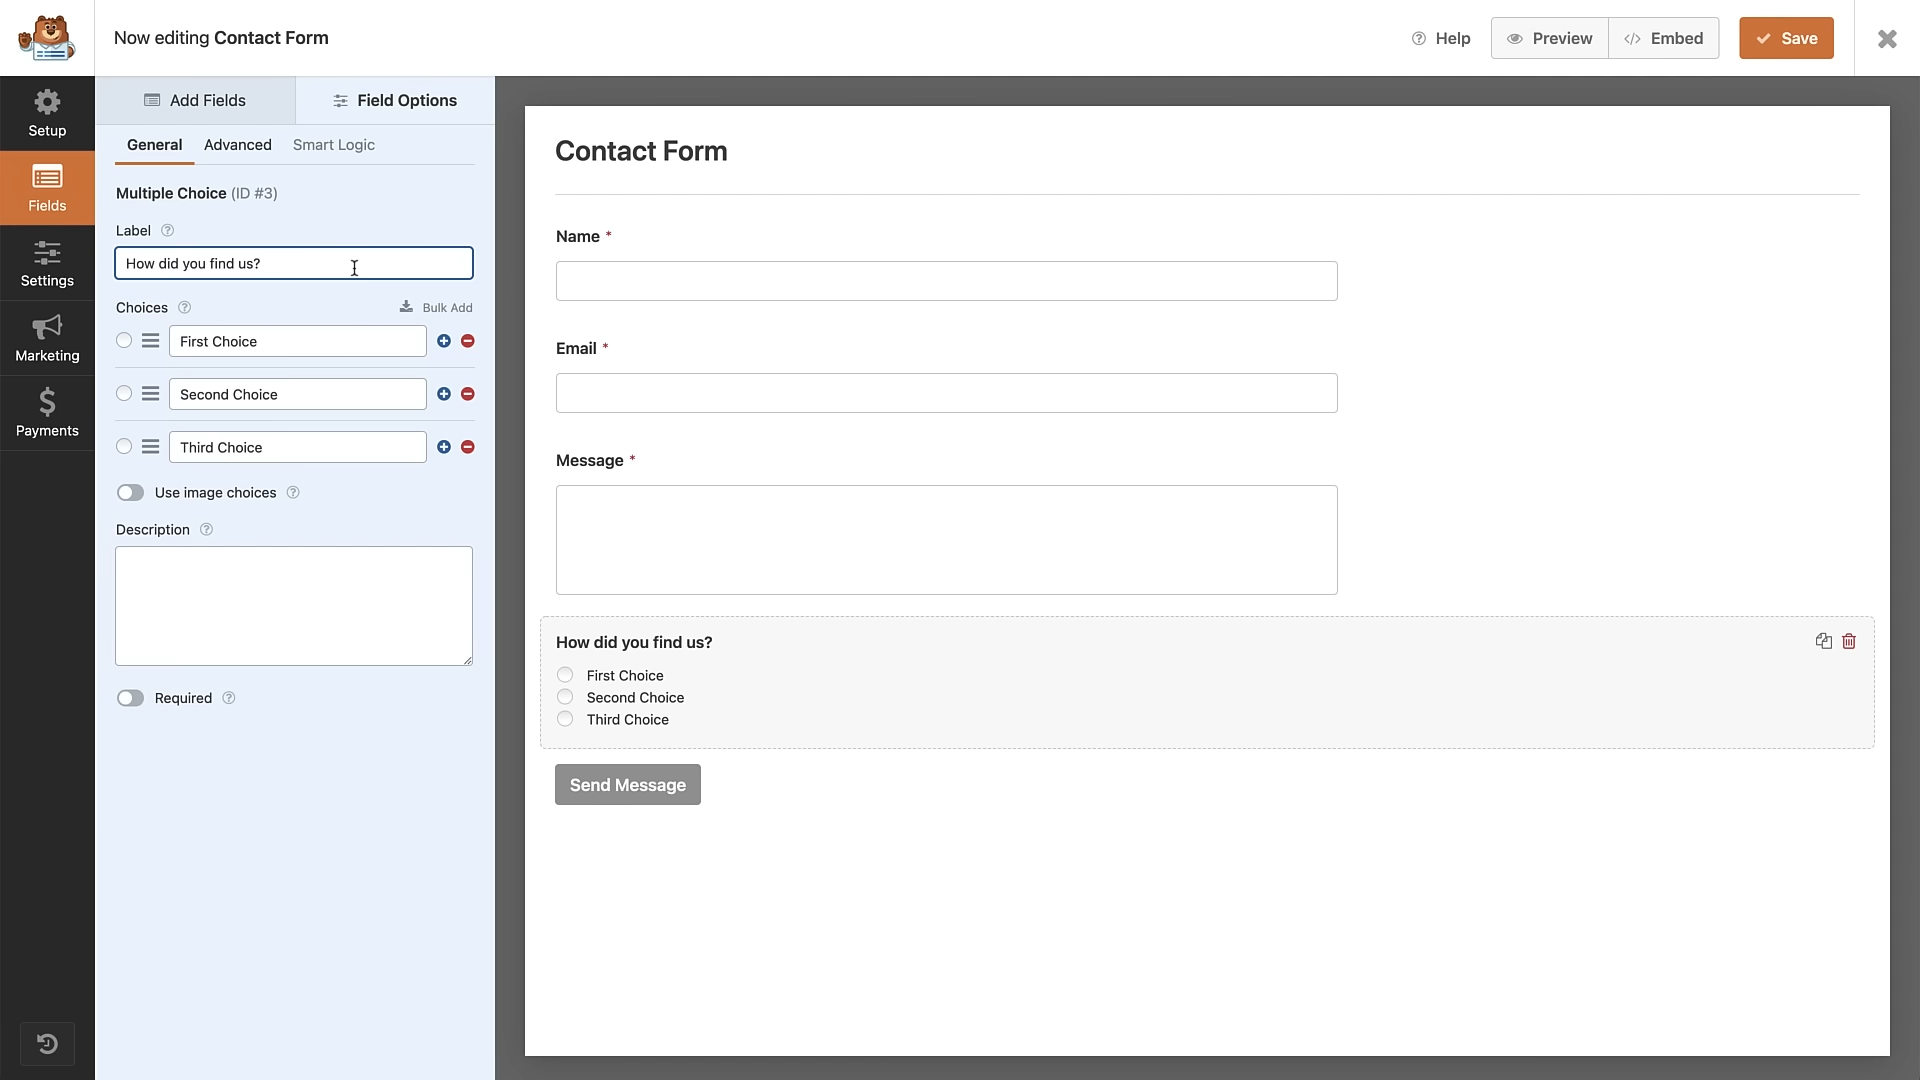 Now editing Contact Form
Help
Preview
Embed
Save
Setup
Fields
Settings
Marketing
Payments
Add Fields
Field Options
General
Advanced
Smart Logic
Multiple Choice (ID #3)
Label
How did you find us?
Choices
Bulk Add
First Choice
Second Choice
Third Choice
Use image choices
Description
Required
Contact Form
Name *
Email *
Message *
How did you find us?
First Choice
Second Choice
Third Choice
Send Message